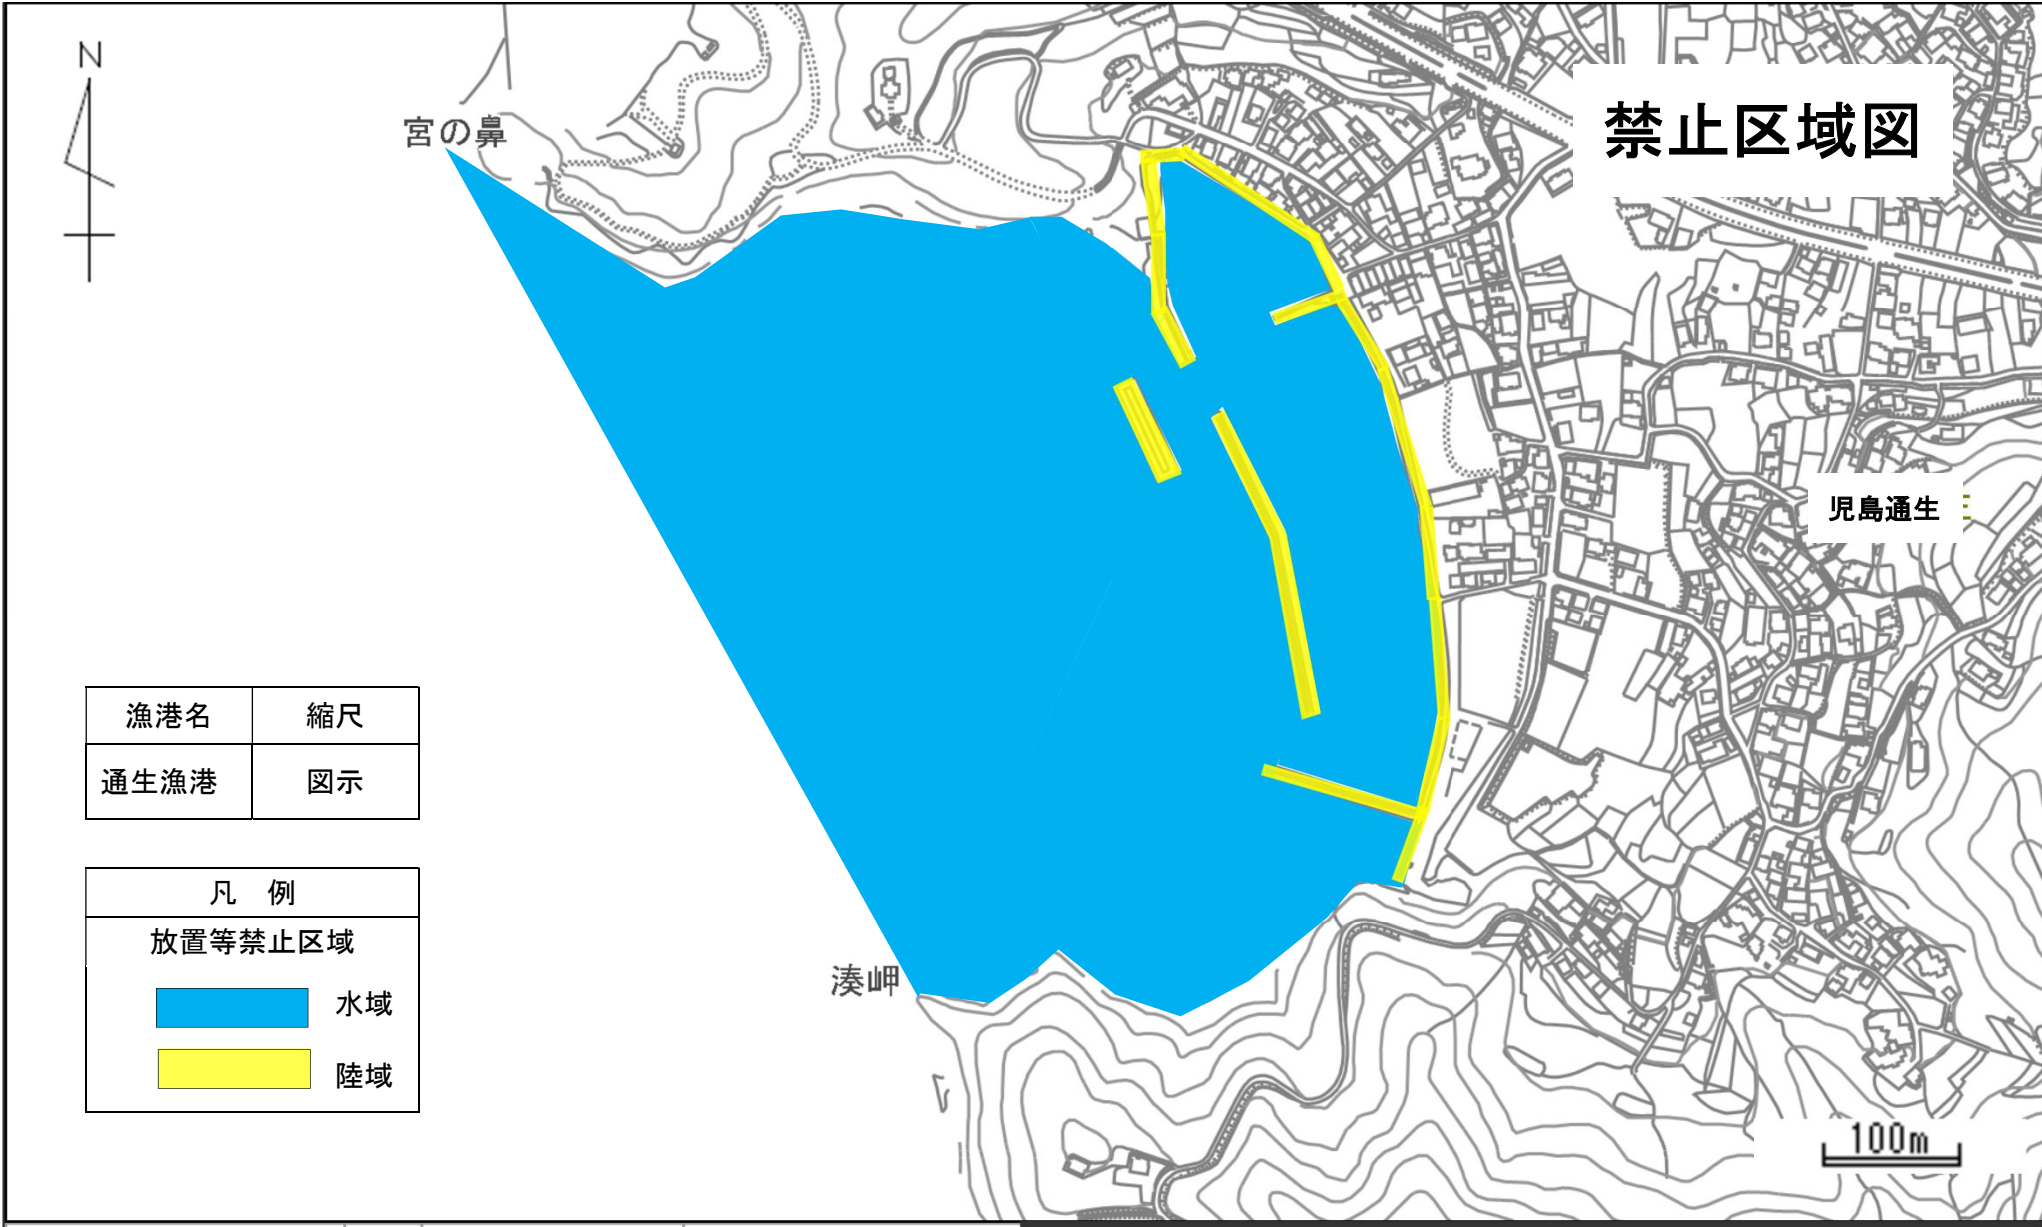 N
宮の鼻
禁止区域図
児島通生
漁港名 縮尺
通生漁港 図示
凡 例
放置等禁止区域
水域
陸域
湊岬
100m